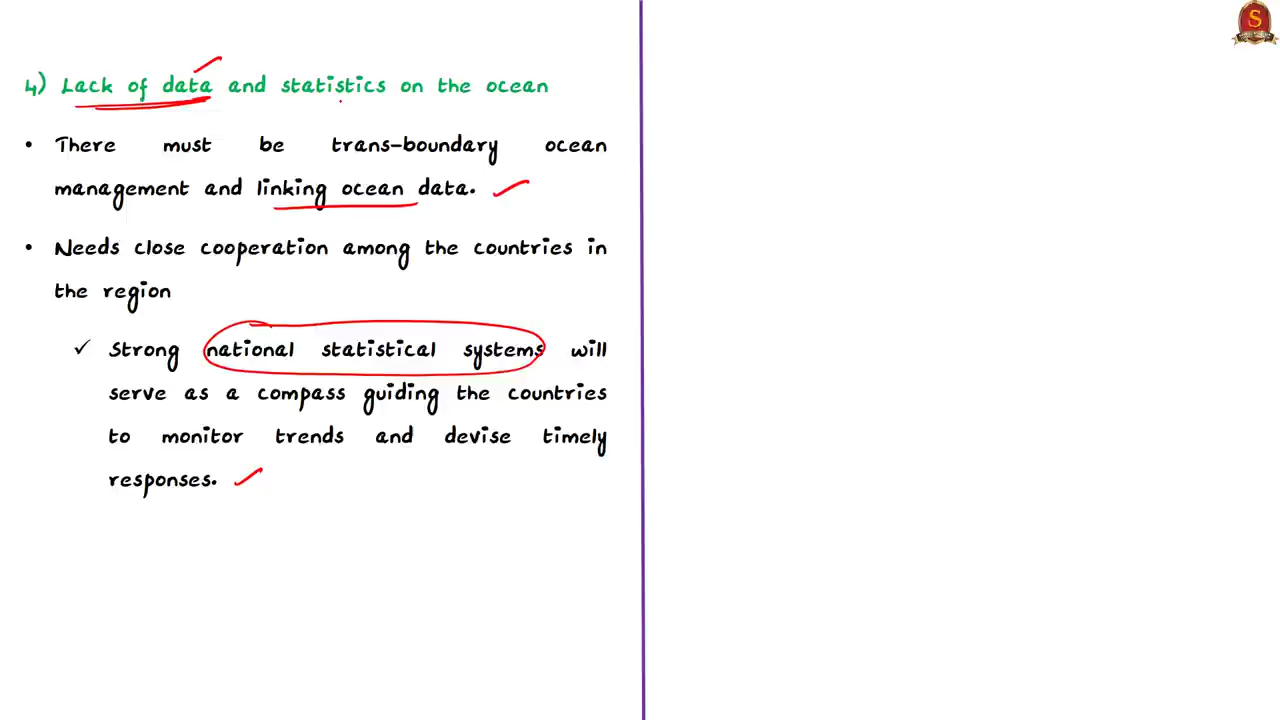 4) Lack of data and statistics on the ocean
• There must be trans-boundary ocean
management and linking ocean data.
• Needs close cooperation among the countries in
the region
✓ Strong national statistical systems will
serve as a compass guiding the countries
to monitor trends and devise timely
responses.
S